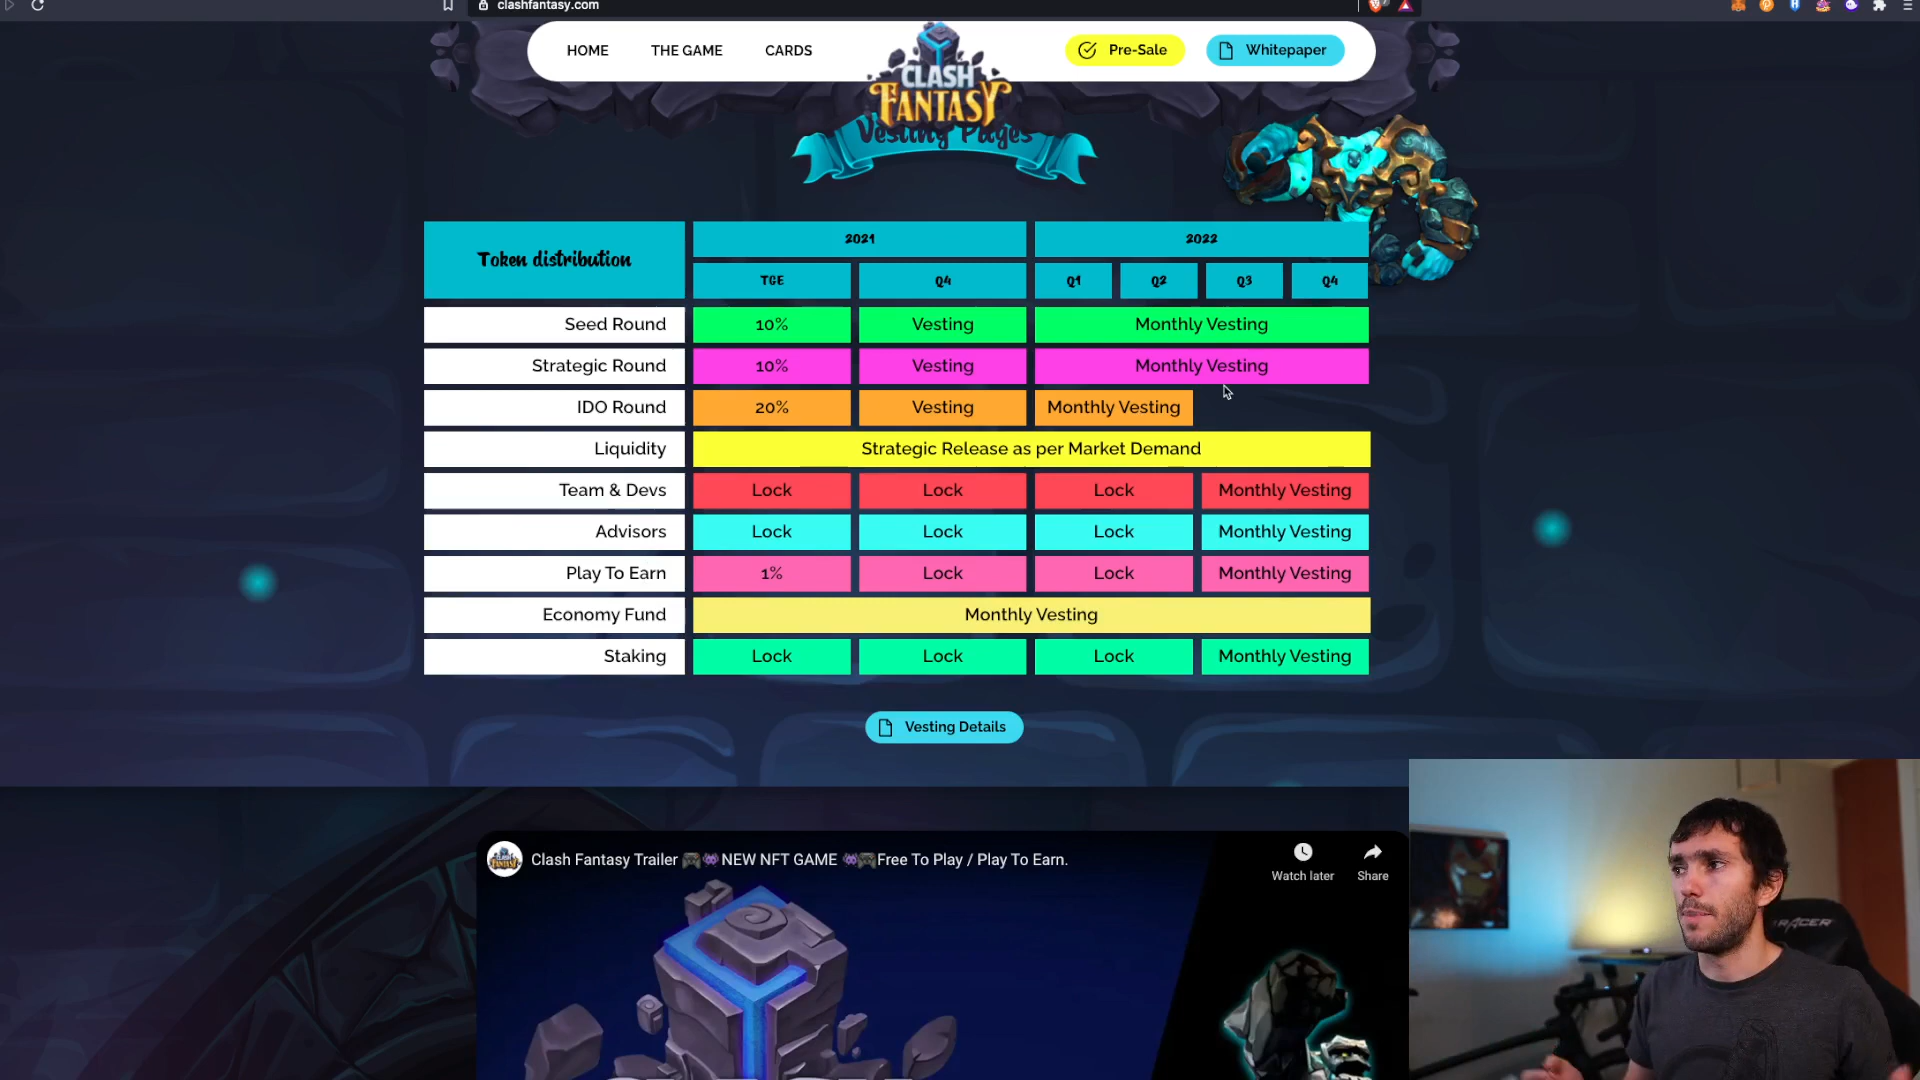 clashfantasy.com
HOME THE GAME CARDS
CLASH
FANTASY
Pre-Sale Whitepaper
Vesting Pages
Token distribution 2021 2022
TGE Q4 Q1 Q2 Q3 Q4
Seed Round 10% Vesting Monthly Vesting
Strategic Round 10% Vesting Monthly Vesting
IDO Round 20% Vesting Monthly Vesting
Liquidity Strategic Release as per Market Demand
Team & Devs Lock Lock Lock Monthly Vesting
Advisors Lock Lock Lock Monthly Vesting
Play To Earn 1% Lock Lock Monthly Vesting
Economy Fund Monthly Vesting
Staking Lock Lock Lock Monthly Vesting
Vesting Details
Clash Fantasy Trailer 🎮👾NEW NFT GAME 👾🎮Free To Play / Play To Earn.
Watch later Share